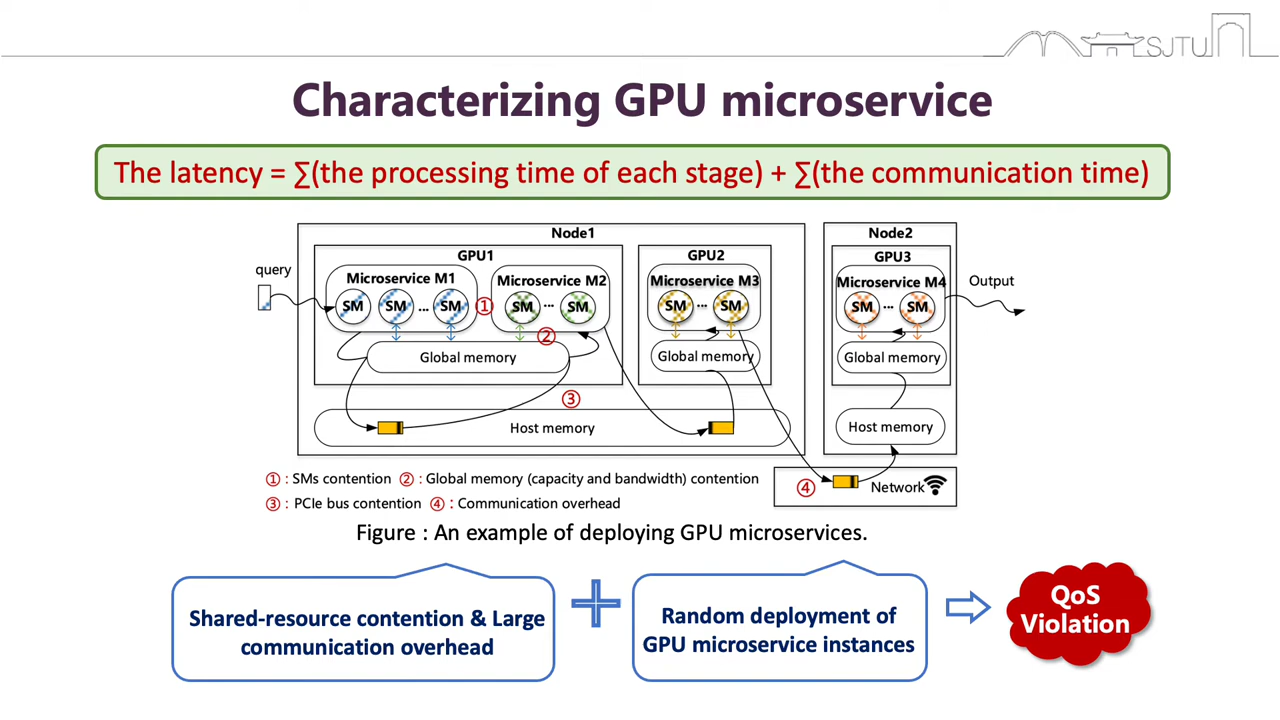 SJTU
Characterizing GPU microservice
The latency = ∑(the processing time of each stage) + ∑(the communication time)
Node1
Node2
GPU1
GPU2
GPU3
query
Microservice M1
Microservice M2
Microservice M3
Microservice M4
Output
SM
SM
...
SM
①
SM
...
SM
SM
...
SM
SM
...
SM
②
Global memory
Global memory
Global memory
③
Host memory
Host memory
①: SMs contention ②: Global memory (capacity and bandwidth) contention
③: PCIe bus contention ④: Communication overhead
④
Network
Figure : An example of deploying GPU microservices.
Shared-resource contention & Large
communication overhead
Random deployment of
GPU microservice instances
QoS
Violation